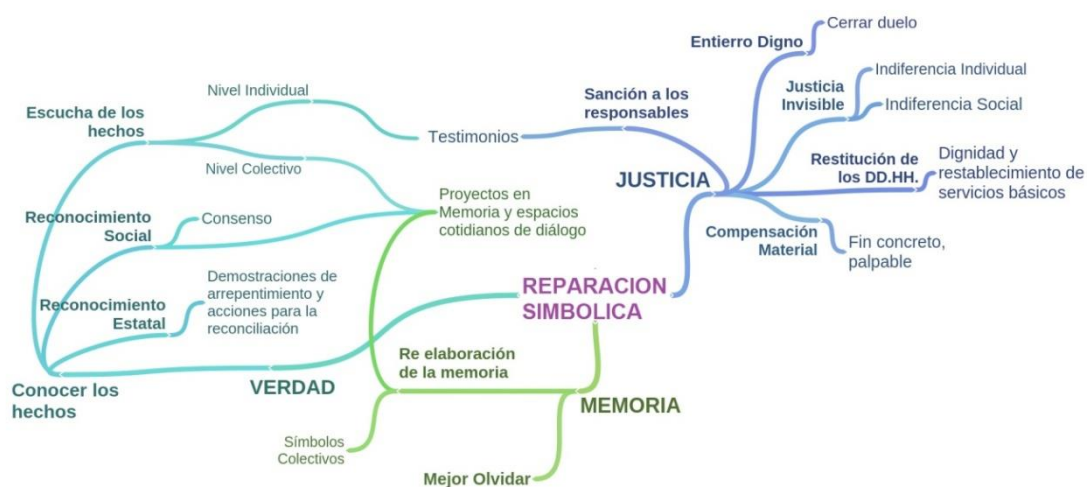 Entierro Digno
Cerrar duelo
Justicia
Invisible
Indiferencia Individual
Indiferencia Social
Sanción a los
responsables
Testimonios
JUSTICIA
Restitución de
los DD.HH.
Dignidad y
restablecimiento de
servicios básicos
Compensación
Material
Fin concreto,
palpable
REPARACION
SIMBOLICA
Nivel Individual
Escucha de los
hechos
Nivel Colectivo
Proyectos en
Memoria y espacios
cotidianos de diálogo
Reconocimiento
Social
Consenso
Reconocimiento
Estatal
Demostraciones de
arrepentimiento y
acciones para la
reconciliación
Conocer los
hechos
VERDAD
Re elaboración
de la memoria
MEMORIA
Símbolos
Colectivos
Mejor Olvidar